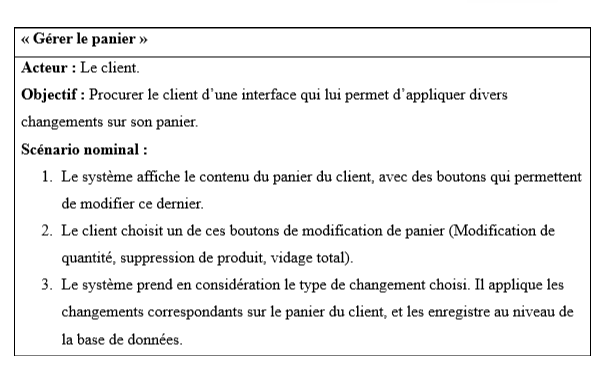 « Gérer le panier »
Acteur : Le client.
Objectif : Procurer le client d’une interface qui lui permet d’appliquer divers
changements sur son panier.
Scénario nominal :
1. Le système affiche le contenu du panier du client, avec des boutons qui permettent
de modifier ce dernier.
2. Le client choisit un de ces boutons de modification de panier (Modification de
quantité, suppression de produit, vidage total).
3. Le système prend en considération le type de changement choisi. Il applique les
changements correspondants sur le panier du client, et les enregistre au niveau de
la base de données.